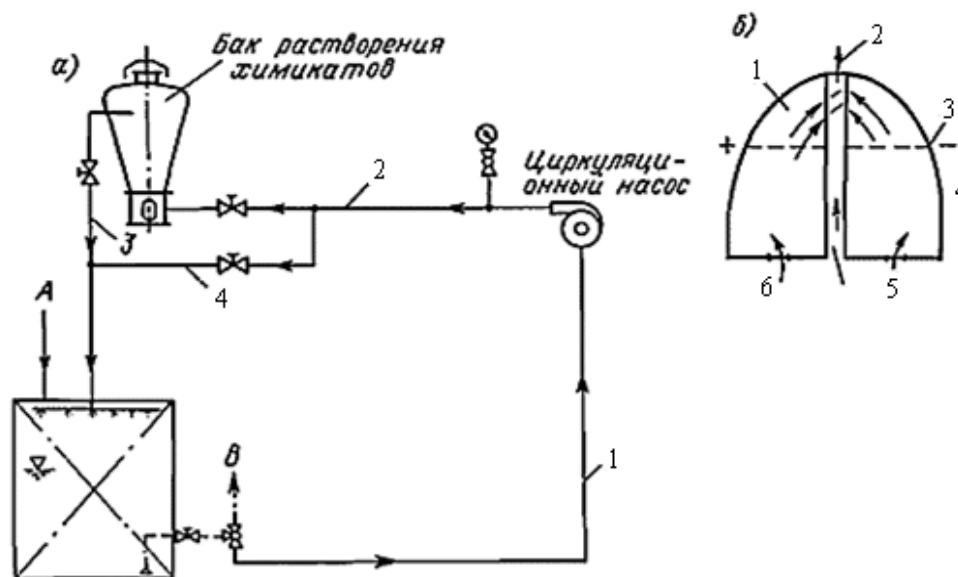 а)
Бак растворения
химикатов
2
Циркуляци-
онный насос
3
4
А
В
1
б)
2
1
3
+
-
4
6
5